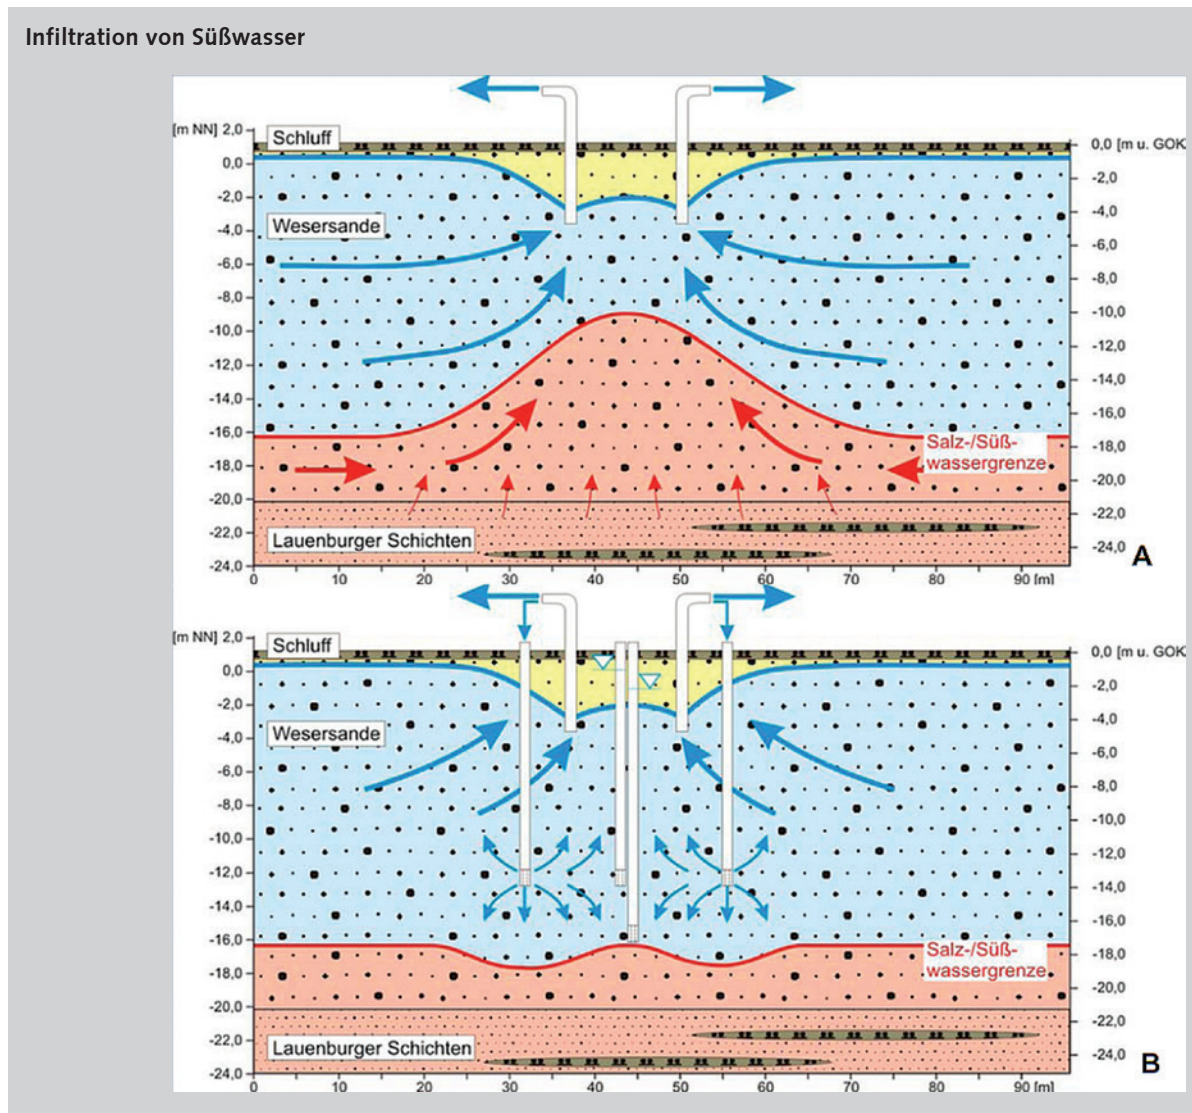 Infiltration von Süßwasser
[m NN] 2,0
Schluff
0,0 [m u. GOK
0,0
-2,0
-2,0
-4,0
Wesersande
-4,0
-6,0
-6,0
-8,0
-8,0
-10,0
-10,0
-12,0
-12,0
-14,0
14,0
-16,0
-16,0
Salz-/Süß-
wassergrenze
-18,0
-18,0
-20,0
-20,0
-22,0
-22,0
Lauenburger Schichten
-24,0
A
-24,0
0 10 20 30 40 50 60 70 80 90 [m]
[m NN] 2,0
Schluff
0,0 [m u. GOK
0,0
-2,0
-2,0
-4,0
Wesersande
-4,0
-6,0
-6,0
-8,0
-8,0
-10,0
-10,0
-12,0
-12,0
-14,0
14,0
-16,0
-16,0
Salz-/Süß-
wassergrenze
-18,0
-18,0
-20,0
-20,0
-22,0
-22,0
Lauenburger Schichten
-24,0
B
-24,0
0 10 20 30 40 50 60 70 80 90 [m]